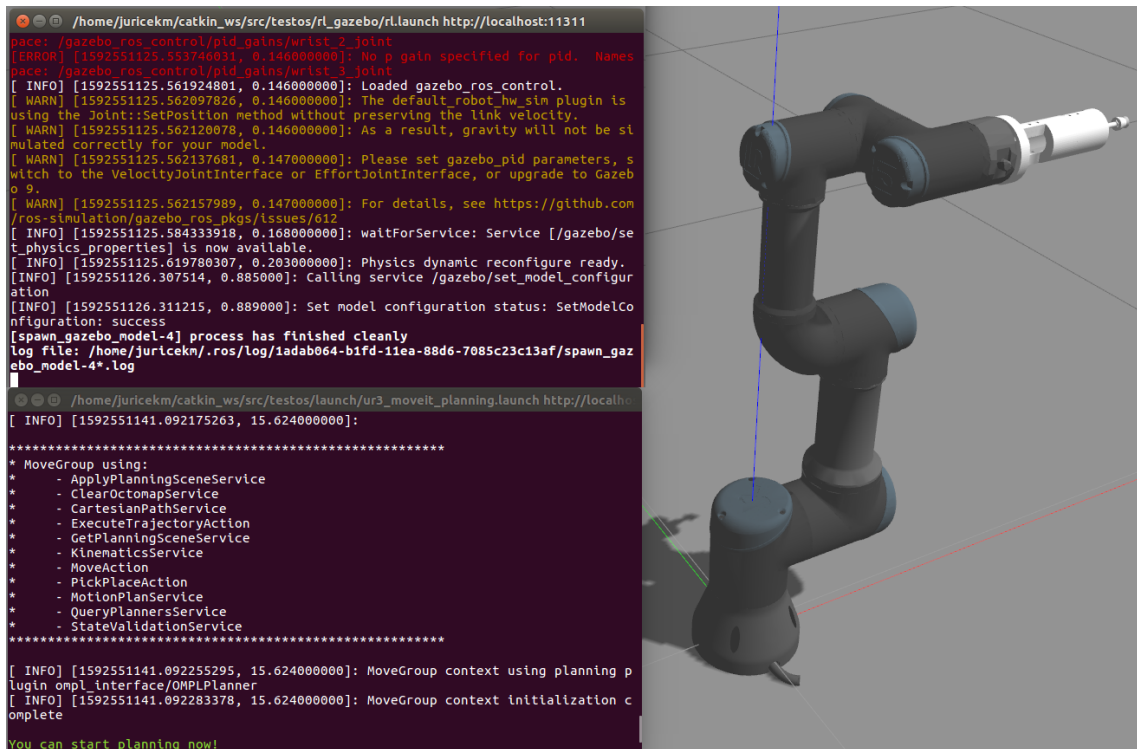 /home/juricekm/catkin_ws/src/testos/rl_gazebo/rl.launch http://localhost:11311
pace: /gazebo_ros_control/pid_gains/wrist_2_joint
[ERROR] [1592551125.553746031, 0.146000000]: No p gain specified for pid.  Names
pace: /gazebo_ros_control/pid_gains/wrist_3_joint
[ INFO] [1592551125.561924801, 0.146000000]: Loaded gazebo_ros_control.
[ WARN] [1592551125.562097826, 0.146000000]: The default_robot_hw_sim plugin is
using the Joint::SetPosition method without preserving the link velocity.
[ WARN] [1592551125.562120078, 0.146000000]: As a result, gravity will not be si
mulated correctly for your model.
[ WARN] [1592551125.562137681, 0.147000000]: Please set gazebo_pid parameters, s
witch to the VelocityJointInterface or EffortJointInterface, or upgrade to Gazeb
o 9.
[ WARN] [1592551125.562157989, 0.147000000]: For details, see https://github.com
/ros-simulation/gazebo_ros_pkgs/issues/612
[ INFO] [1592551125.584333918, 0.168000000]: waitForService: Service [/gazebo/se
t_physics_properties] is now available.
[ INFO] [1592551125.619780307, 0.203000000]: Physics dynamic reconfigure ready.
[INFO] [1592551126.307514, 0.885000]: Calling service /gazebo/set_model_configur
ation
[INFO] [1592551126.311215, 0.889000]: Set model configuration status: SetModelCo
nfiguration: success
[spawn_gazebo_model-4] process has finished cleanly
log file: /home/juricekm/.ros/log/1adab064-b1fd-11ea-88d6-7085c23c13af/spawn_gaz
ebo_model-4*.log
/home/juricekm/catkin_ws/src/testos/launch/ur3_moveit_planning.launch http://localho
[ INFO] [1592551141.092175263, 15.624000000]:
********************************************************
* MoveGroup using:
*     - ApplyPlanningSceneService
*     - ClearOctomapService
*     - CartesianPathService
*     - ExecuteTrajectoryAction
*     - GetPlanningSceneService
*     - KinematicsService
*     - MoveAction
*     - PickPlaceAction
*     - MotionPlanService
*     - QueryPlannersService
*     - StateValidationService
********************************************************
[ INFO] [1592551141.092255295, 15.624000000]: MoveGroup context using planning p
lugin ompl_interface/OMPLPlanner
[ INFO] [1592551141.092283378, 15.624000000]: MoveGroup context initialization c
omplete
You can start planning now!